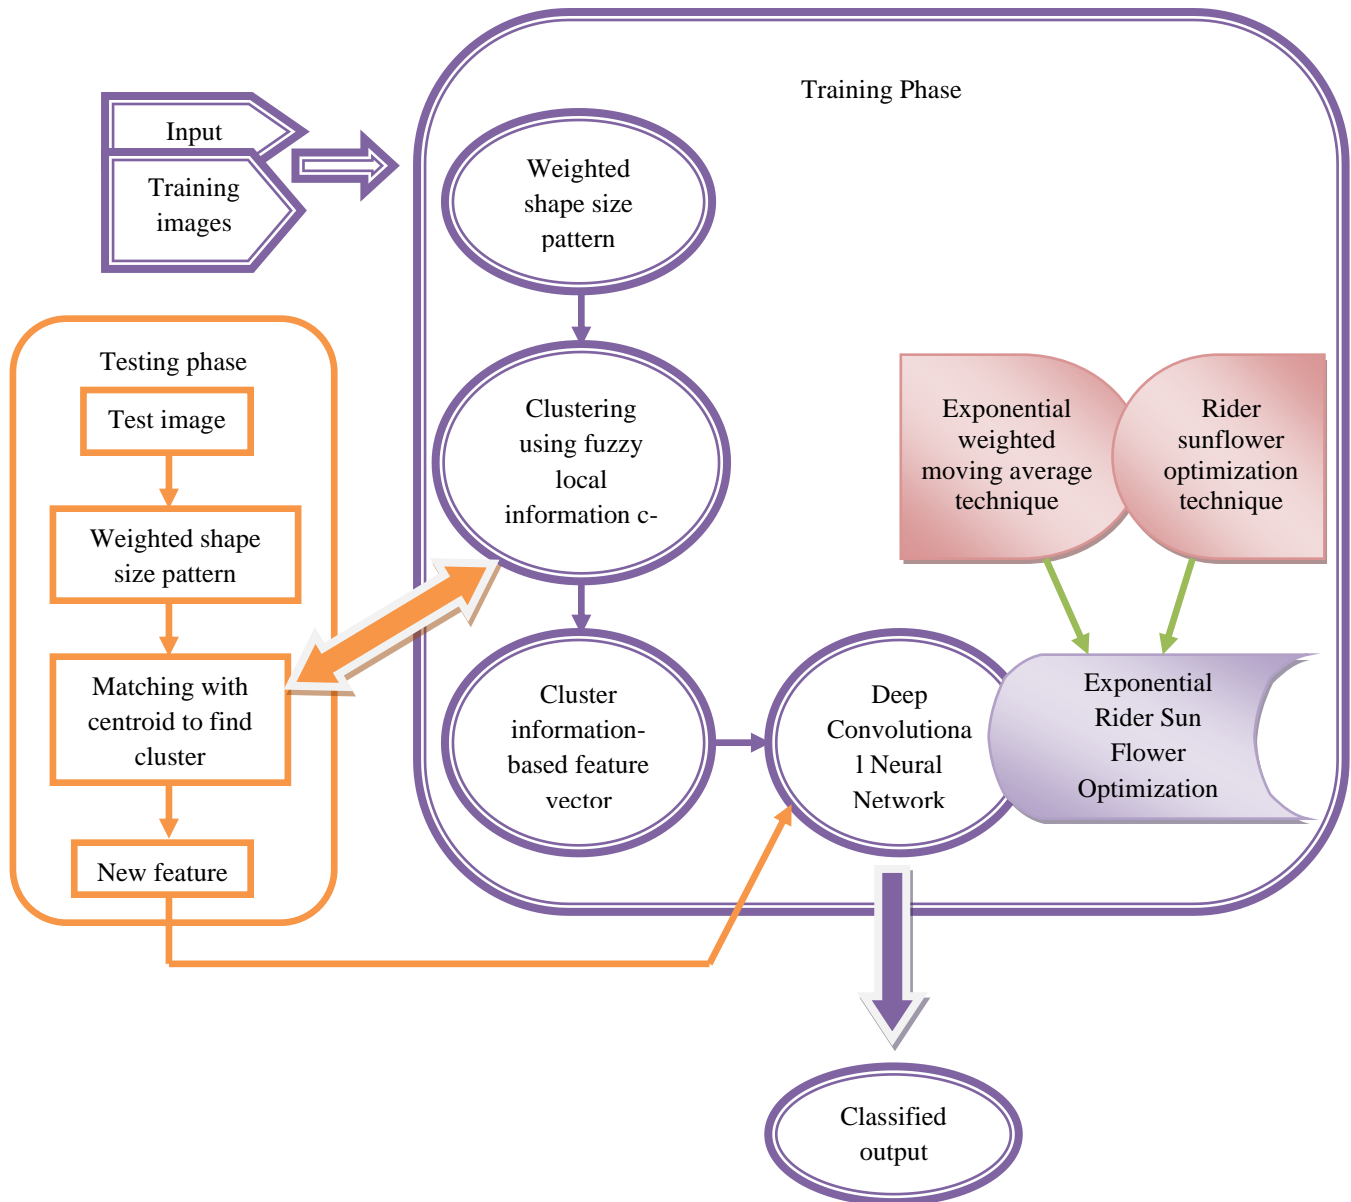 Training Phase
Input
Training
images
Weighted
shape size
pattern
Clustering
using fuzzy
local
information c-
Cluster
information-
based feature
vector
Deep
Convolutiona
l Neural
Network
Exponential
weighted
moving average
technique
Rider
sunflower
optimization
technique
Exponential
Rider Sun
Flower
Optimization
Testing phase
Test image
Weighted shape
size pattern
Matching with
centroid to find
cluster
New feature
Classified
output